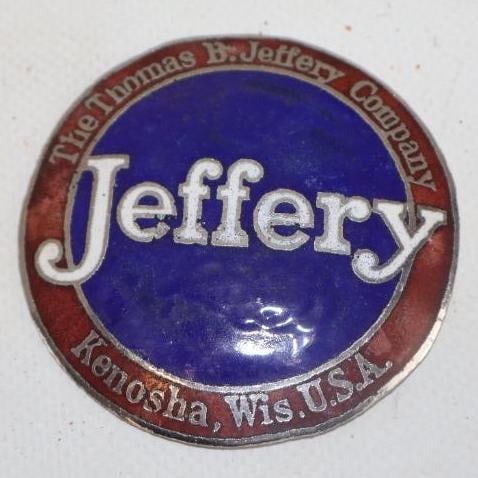 The Thomas B. Jeffery Company
Jeffery
Kenosha, Wis. U.S.A.